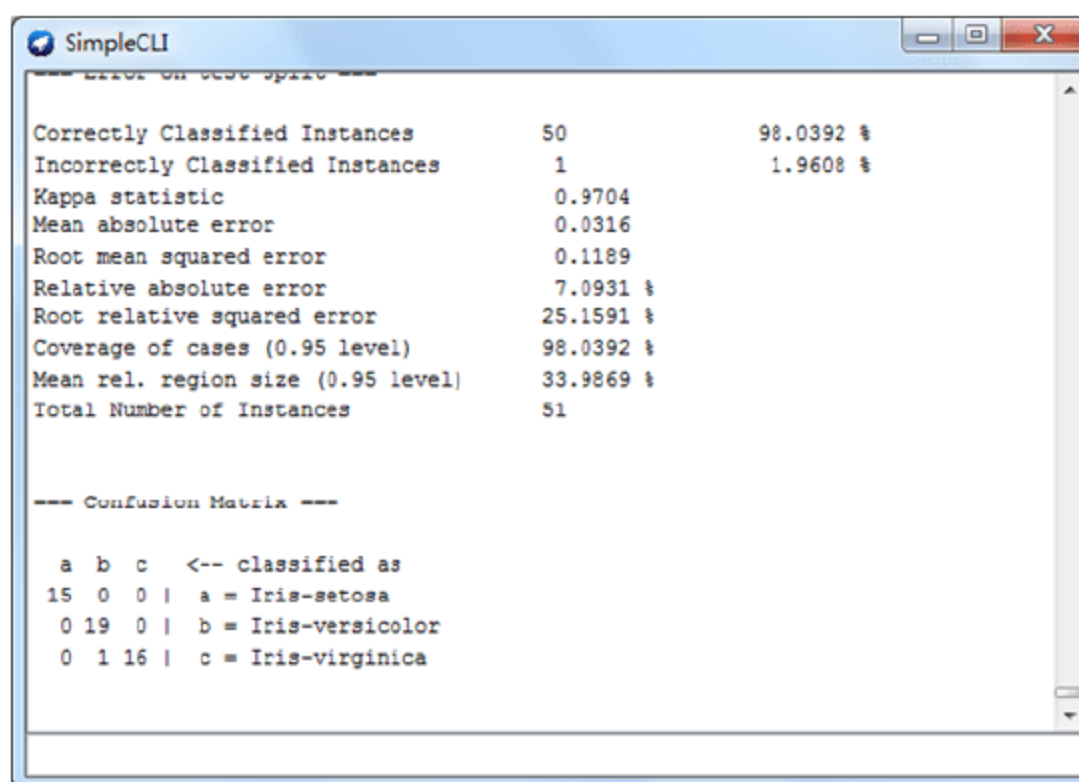 SimpleCLI
=== Error on test split ===
Correctly Classified Instances 50 98.0392 %
Incorrectly Classified Instances 1 1.9608 %
Kappa statistic 0.9704
Mean absolute error 0.0316
Root mean squared error 0.1189
Relative absolute error 7.0931 %
Root relative squared error 25.1591 %
Coverage of cases (0.95 level) 98.0392 %
Mean rel. region size (0.95 level) 33.9869 %
Total Number of Instances 51
=== Confusion Matrix ===
a b c <-- classified as
15 0 0 | a = Iris-setosa
0 19 0 | b = Iris-versicolor
0 1 16 | c = Iris-virginica